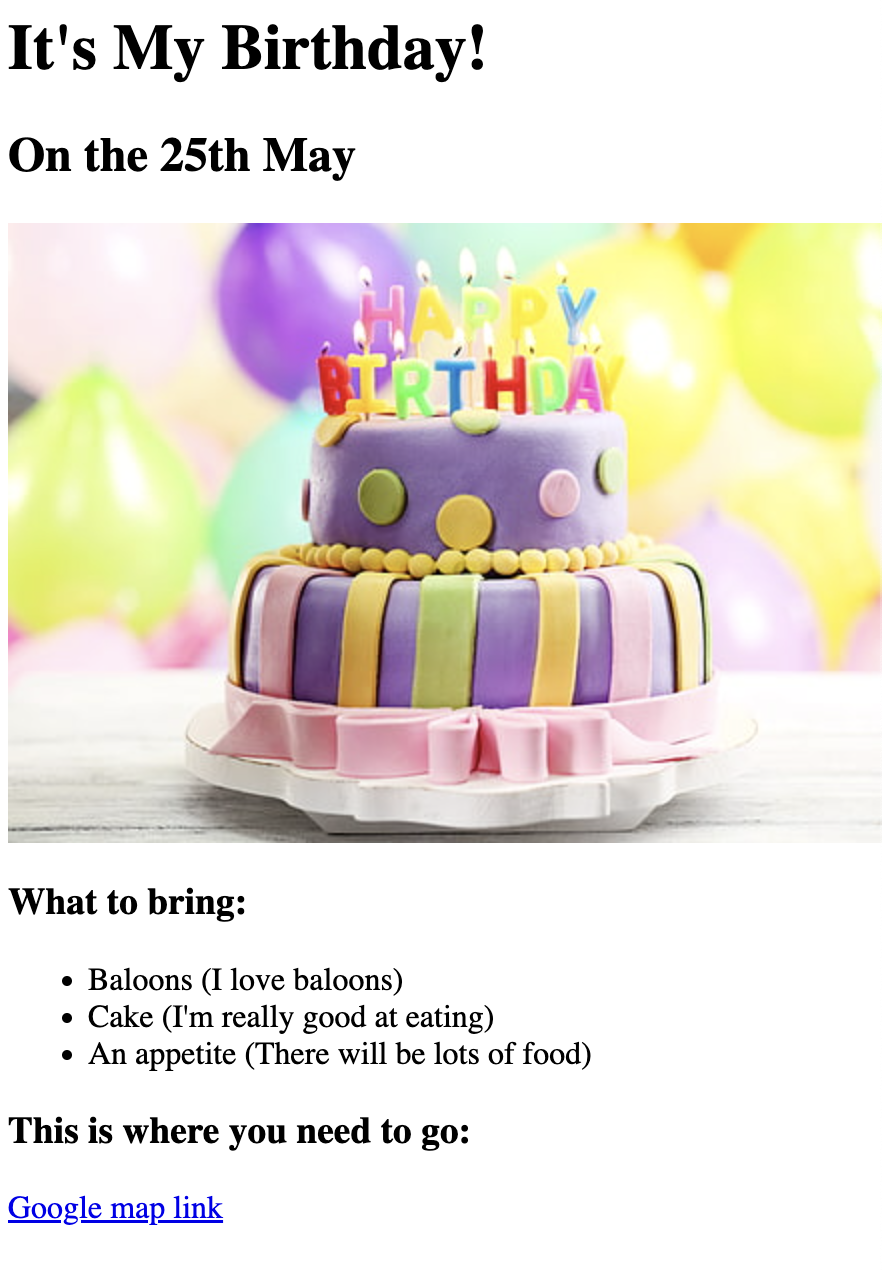 It's My Birthday!
On the 25th May
HAPPY
BIRTHDAY
What to bring:
• Baloons (I love baloons)
• Cake (I'm really good at eating)
• An appetite (There will be lots of food)
This is where you need to go:
Google map link